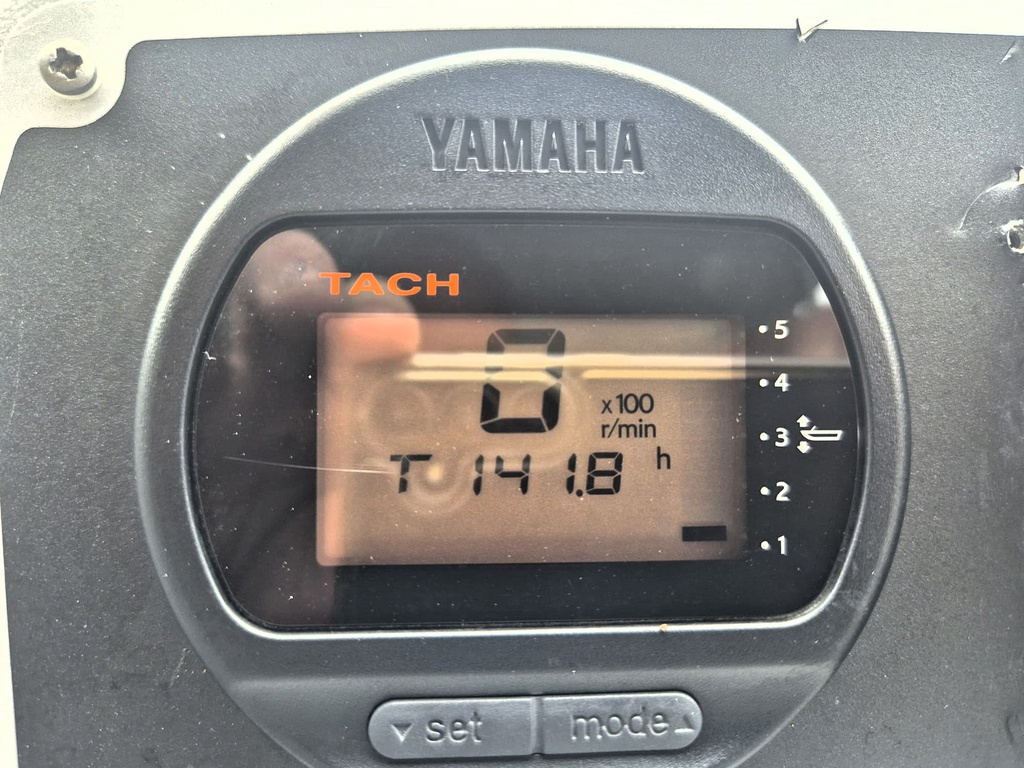 YAMAHA
TACH
0
x100
r/min
T 141.8 h
•5
•4
•3
•2
•1
▼ set
mode ▲